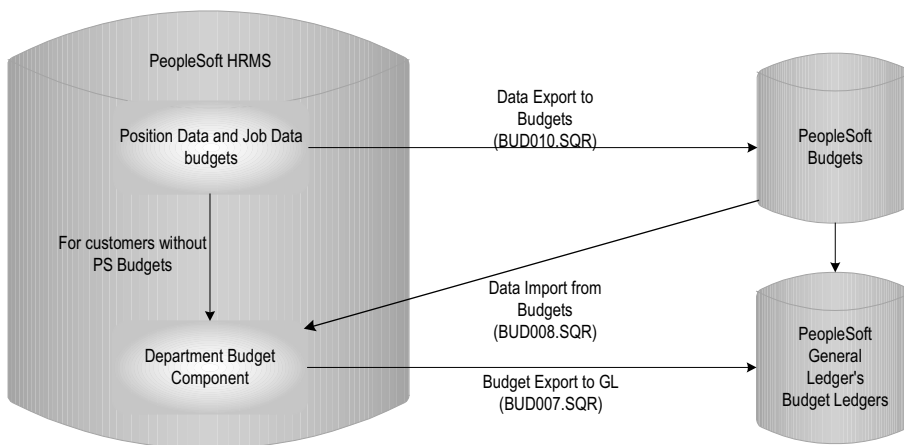 PeopleSoft HRMS
Position Data and Job Data
budgets
Data Export to
Budgets
(BUD010.SQR)
PeopleSoft
Budgets
For customers without
PS Budgets
Data Import from
Budgets
(BUD008.SQR)
Department Budget
Component
Budget Export to GL
(BUD007.SQR)
PeopleSoft
General
Ledger's
Budget Ledgers